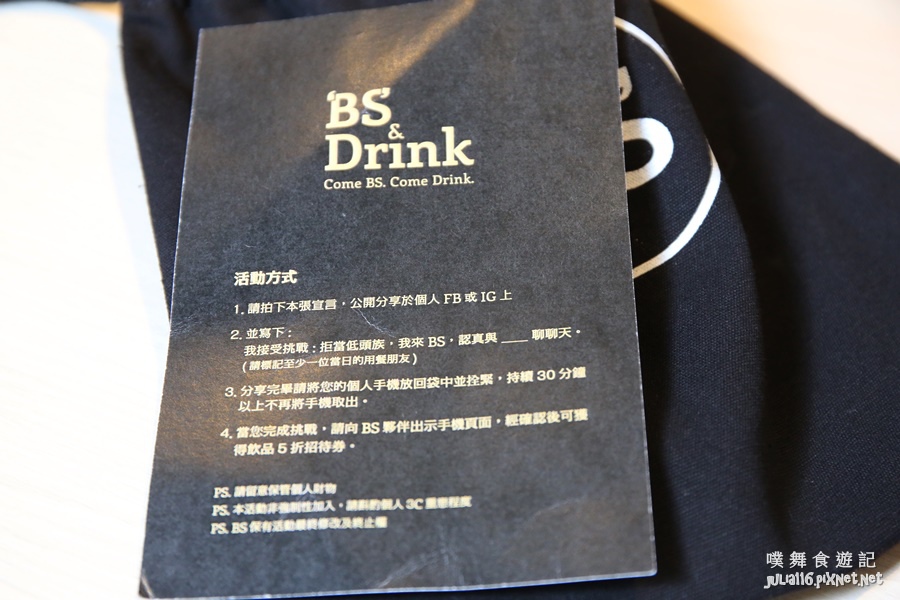 'BS'
&
Drink
Come BS. Come Drink.
活動方式
1. 請拍下本張宣言，公開分享於個人 FB 或 IG 上
2. 並寫下：
我接受挑戰：拒當低頭族，我來 BS，認真與 ___ 聊聊天。
(請標記至少一位當日的用餐朋友)
3. 分享完畢請將您的個人手機放回袋中並拴緊，持續 30 分鐘
以上不再將手機取出。
4. 當您完成挑戰，請向 BS 夥伴出示手機頁面，經確認後可獲
得飲品 5 折招待券。
PS. 請留意保管個人財物
PS. 本活動非強制性加入，請斟酌個人 3C 重癮程度
PS. BS 保有活動最終修改及終止權
噗舞食遊記
julia116.pixnet.net